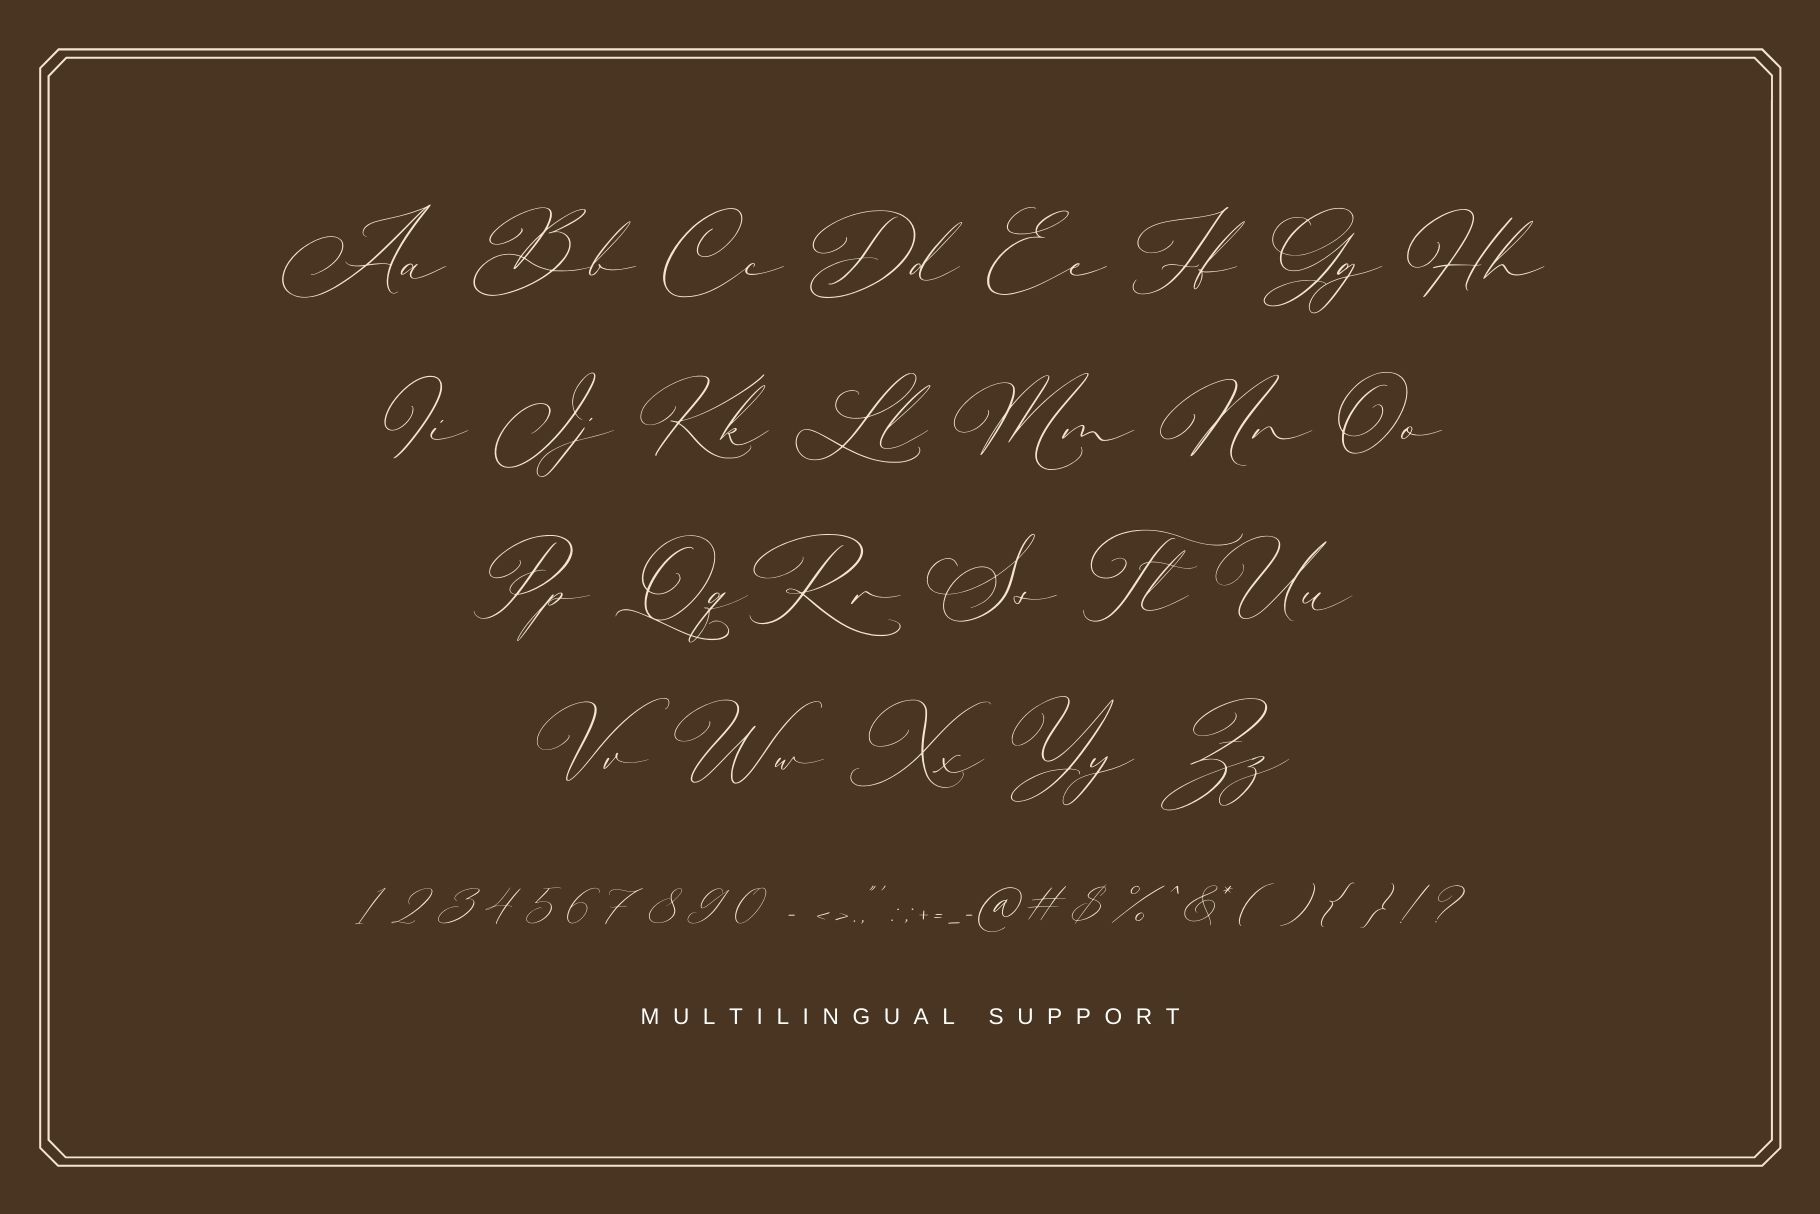 Aa Bb Cc Dd Ee Ff Gg Hh
Ii Jj Kk Ll Mm Nn Oo
Pp Qq Rr Ss Tt Uu
Vv Ww Xx Yy Zz
1 2 3 4 5 6 7 8 9 0 - < > . , " ' : ; + = _ - @ # $ % ^ & * ( ) { } / ?
MULTILINGUAL SUPPORT